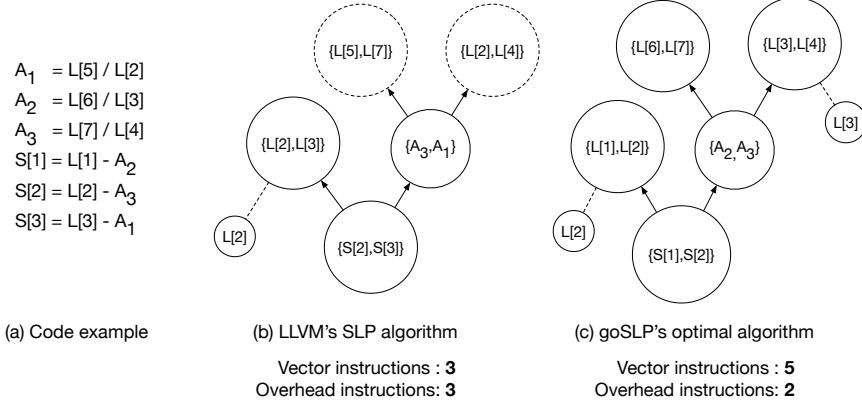 A1 = L[5] / L[2]
A2 = L[6] / L[3]
A3 = L[7] / L[4]
S[1] = L[1] - A2
S[2] = L[2] - A3
S[3] = L[3] - A1
(a) Code example
{L[5],L[7]}
{L[2],L[4]}
{L[2],L[3]}
{A3,A1}
L[2]
{S[2],S[3]}
(b) LLVM's SLP algorithm
Vector instructions : 3
Overhead instructions: 3
{L[6],L[7]}
{L[3],L[4]}
L[3]
{L[1],L[2]}
{A2,A3}
L[2]
{S[1],S[2]}
(c) goSLP's optimal algorithm
Vector instructions : 5
Overhead instructions: 2